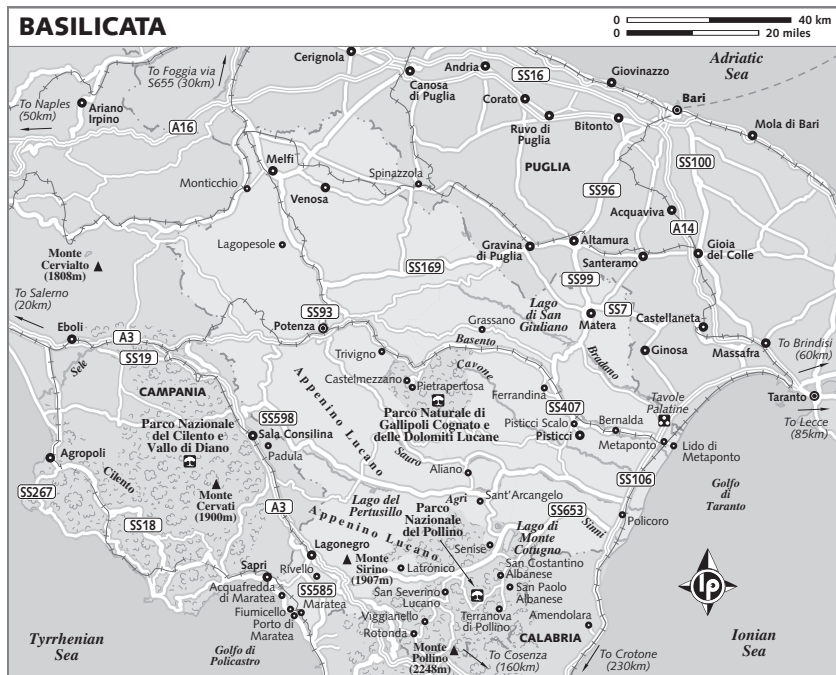 BASILICATA
0 40 km
0 20 miles
To Foggia via
S655 (30km)
Cerignola
Andria
SS16
Giovinazzo
Adriatic
Sea
To Naples
(50km)
Ariano
Irpino
Canosa
di Puglia
Corato
Bari
A16
Ruvo di
Puglia
Bitonto
Mola di Bari
Melfi
PUGLIA
SS100
Monticchio
Venosa
Spinazzola
SS96
Acquaviva
A14
Lagopesole
Gravina
di Puglia
Altamura
Gioia
del Colle
Santeramo
Monte
Cervialto
(1808m)
SS169
SS99
To Salerno
(20km)
SS93
Lago
di San
Giuliano
SS7
Castellaneta
Potenza
Grassano
Matera
Eboli
A3
SS19
Basento
To Brindisi
(60km)
Trivigno
Bradano
Ginosa
Massafra
Sele
CAMPANIA
Appenino Lucano
Castelmezzano
Pietrapertosa
Cavone
Ferrandina
Tavole
Palatine
Taranto
Parco Nazionale
del Cilento e
Vallo di Diano
SS598
Parco Naturale di
Gallipoli Cognato e
delle Dolomiti Lucane
SS407
Pisticci Scalo
Bernalda
To Lecce
(85km)
Sala Consilina
Pisticci
Metaponto
Lido di
Metaponto
Agropoli
Padula
Sauro
Aliano
SS106
SS267
Cilento
Monte
Cervati
(1900m)
Lago del
Pertusillo
Agri
Sant'Arcangelo
Golfo
di
Taranto
A3
Appenino Lucano
Parco
Nazionale
del Pollino
SS653
Sinni
Policoro
SS18
Lago di
Monte
Cotugno
Lagonegro
Monte
Sirino
(1907m)
Senise
Sapri
Rivello
Latronico
San Costantino
Albanese
Acquafredda
di Maratea
SS585
San Severino
Lucano
San Paolo
Albanese
lp
Fiumicello
Maratea
Porto di
Maratea
Viggianello
Terranova
di Pollino
Amendolara
Rotonda
CALABRIA
Tyrrhenian
Sea
Golfo di
Policastro
Monte
Pollino
(2248m)
To Cosenza
(160km)
To Crotone
(230km)
Ionian
Sea